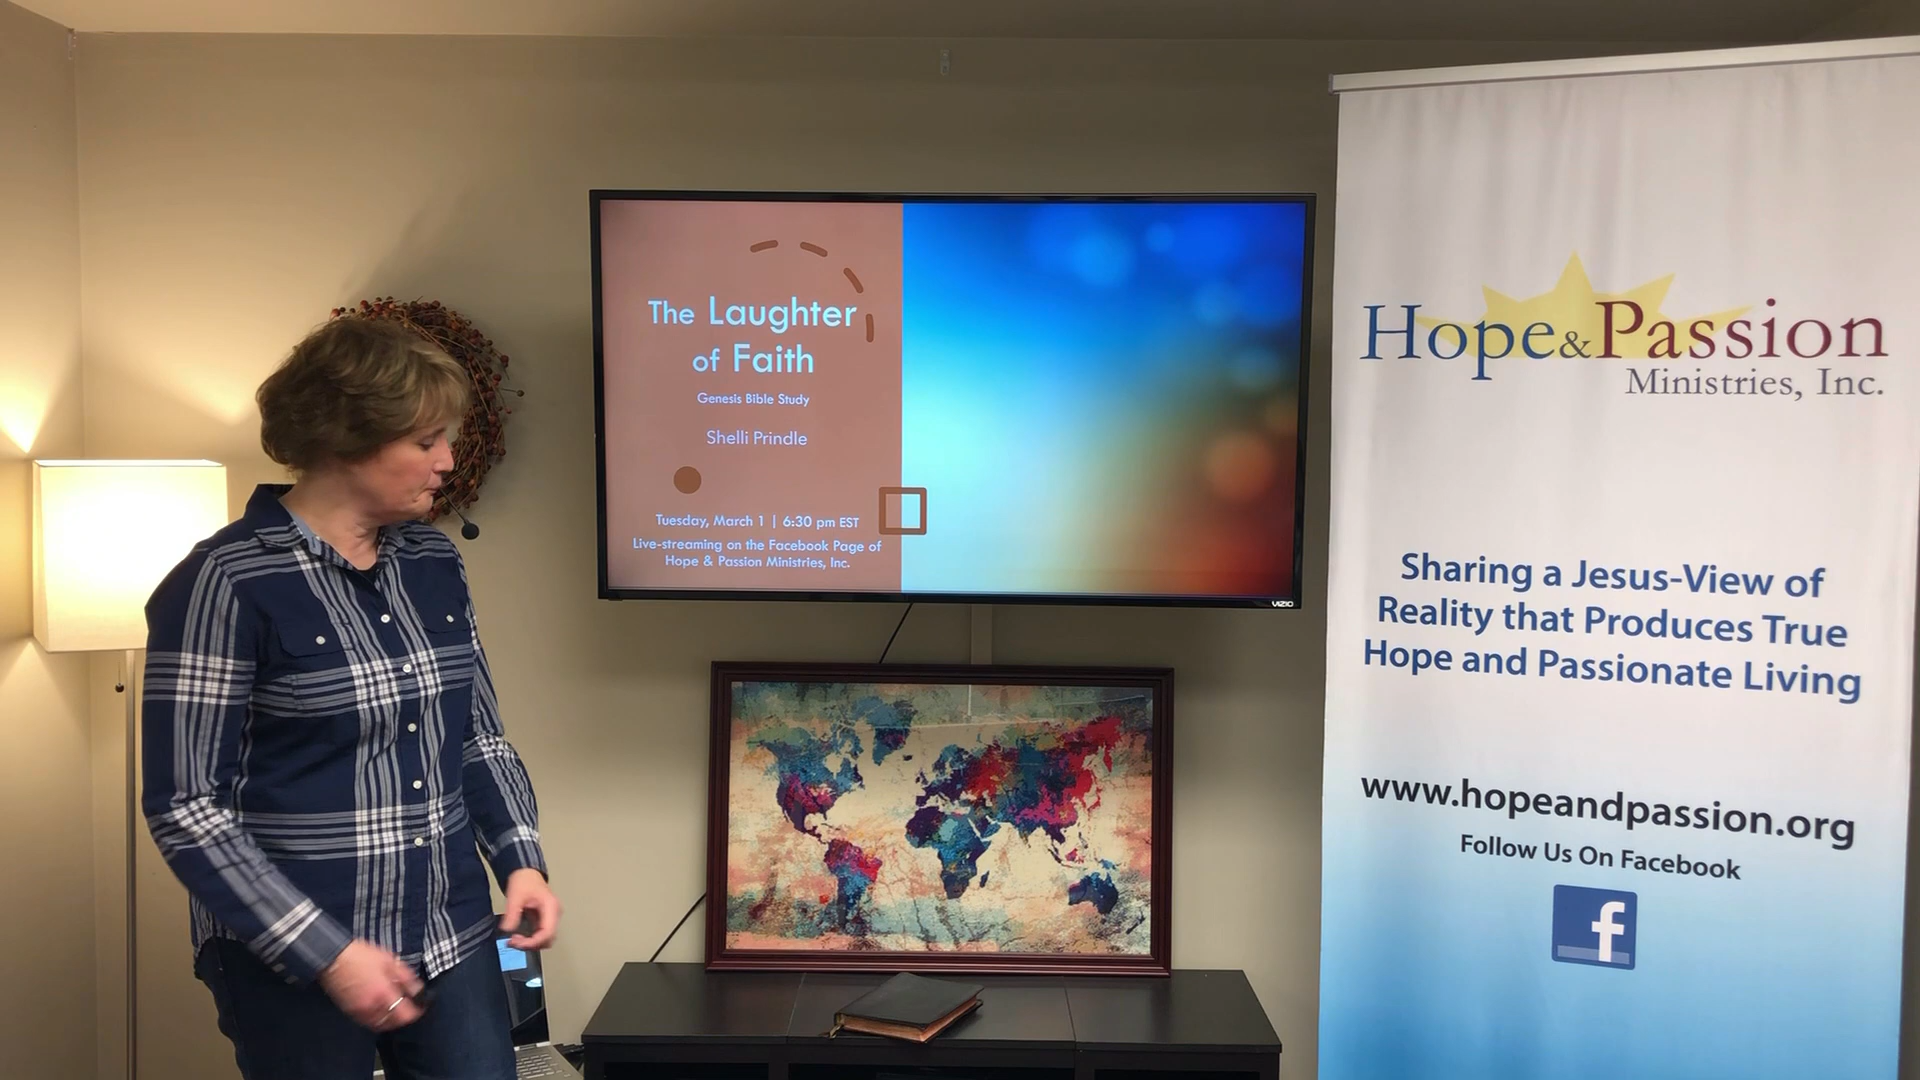 The Laughter
of Faith
Genesis Bible Study
Shelli Prindle
Tuesday, March 1 | 6:30 pm EST
Live-streaming on the Facebook Page of
Hope & Passion Ministries, Inc.
VIZIO
Hope&Passion
Ministries, Inc.
Sharing a Jesus-View of
Reality that Produces True
Hope and Passionate Living
www.hopeandpassion.org
Follow Us On Facebook
f